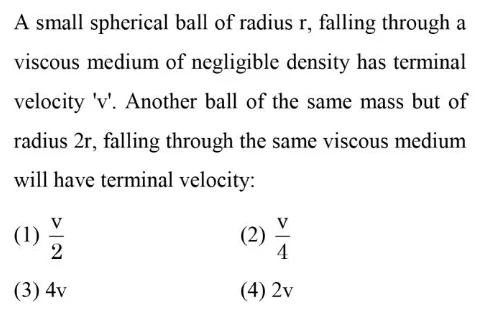 A small spherical ball of radius r, falling through a
viscous medium of negligible density has terminal
velocity 'v'. Another ball of the same mass but of
radius 2r, falling through the same viscous medium
will have terminal velocity:
(1) v/2 (2) v/4
(3) 4v (4) 2v